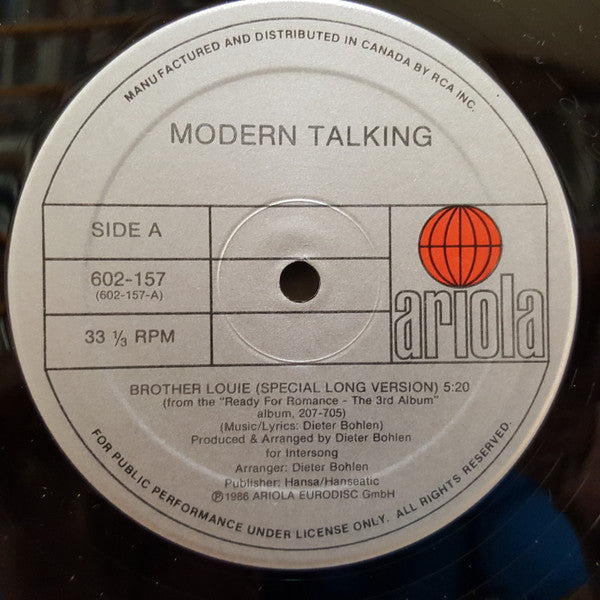 MANUFACTURED AND DISTRIBUTED IN CANADA BY RCA INC.
MODERN TALKING
SIDE A
602-157
(602-157-A)
33 ⅓ RPM
ariola
BROTHER LOUIE (SPECIAL LONG VERSION) 5:20
(from the "Ready For Romance - The 3rd Album"
album, 207-705)
(Music/Lyrics: Dieter Bohlen)
Produced & Arranged by Dieter Bohlen
for Intersong
Arranger: Dieter Bohlen
Publisher: Hansa/Hanseatic
℗1986 ARIOLA EURODISC GmbH
FOR PUBLIC PERFORMANCE UNDER LICENSE ONLY. ALL RIGHTS RESERVED.